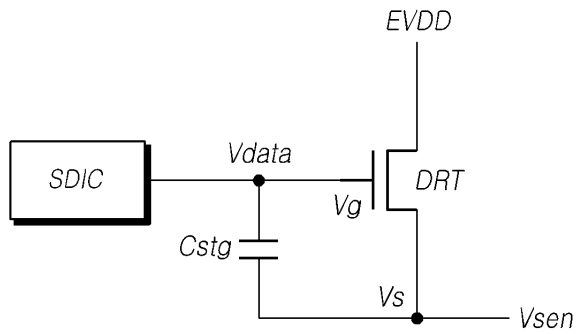 EVDD
Vdata
SDIC
DRT
Vg
Cstg
Vs
Vsen